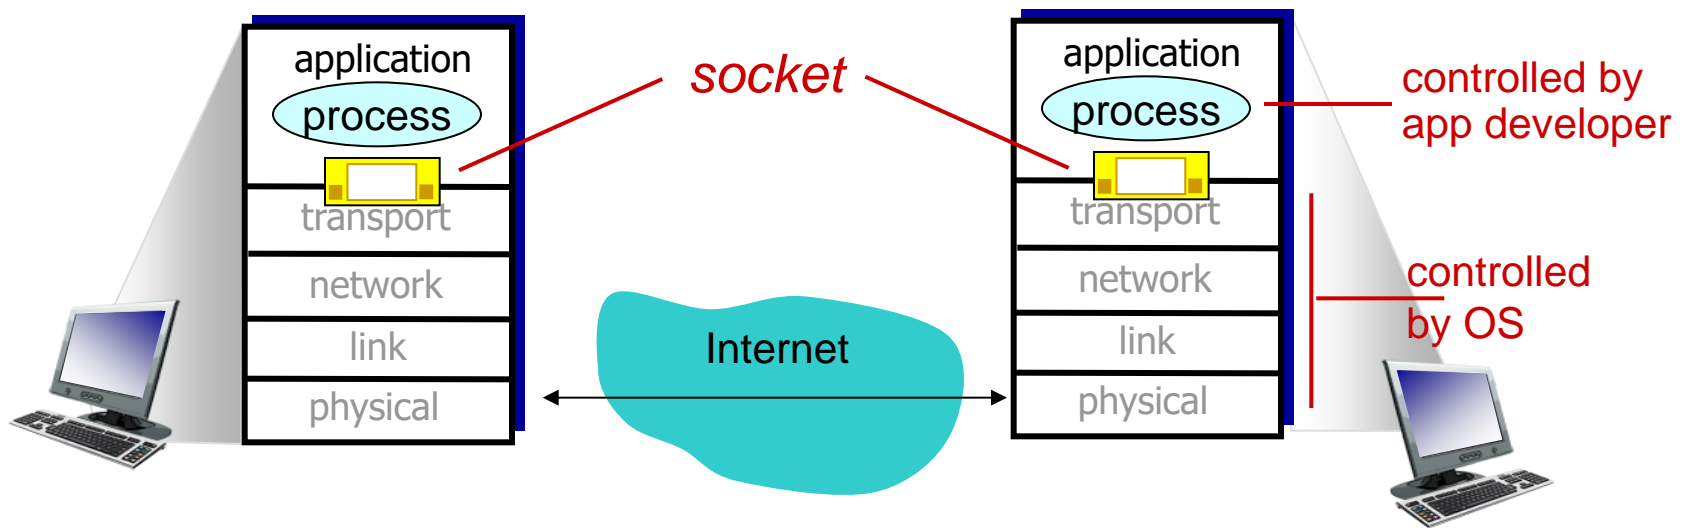 application
process
transport
network
link
physical
socket
Internet
application
process
transport
network
link
physical
controlled by
app developer
controlled
by OS